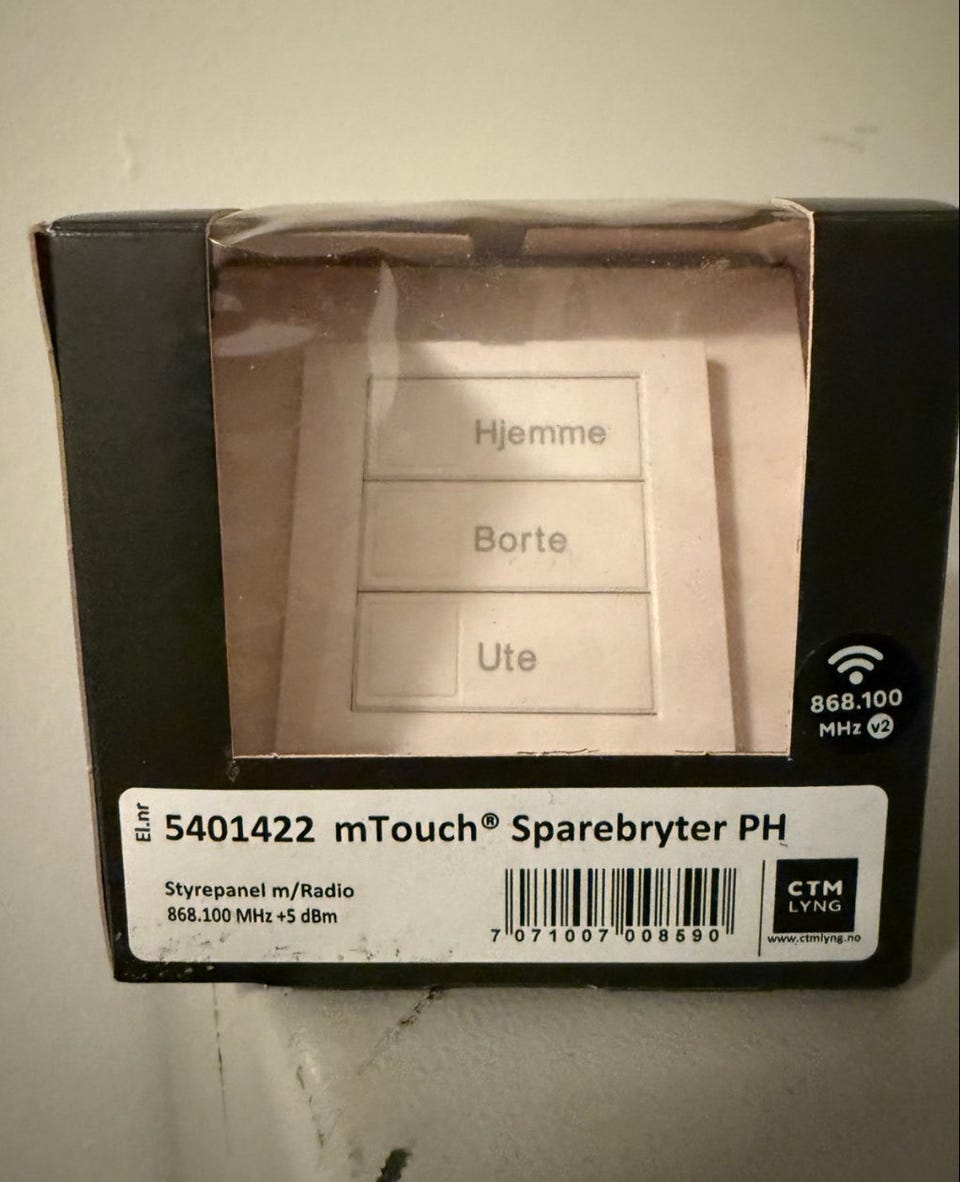 Hjemme
Borte
Ute
868.100
MHz v2
El.nr
5401422 mTouch® Sparebryter PH
Styrepanel m/Radio
868.100 MHz +5 dBm
7 071007 008590
CTM
LYNG
www.ctmlyng.no